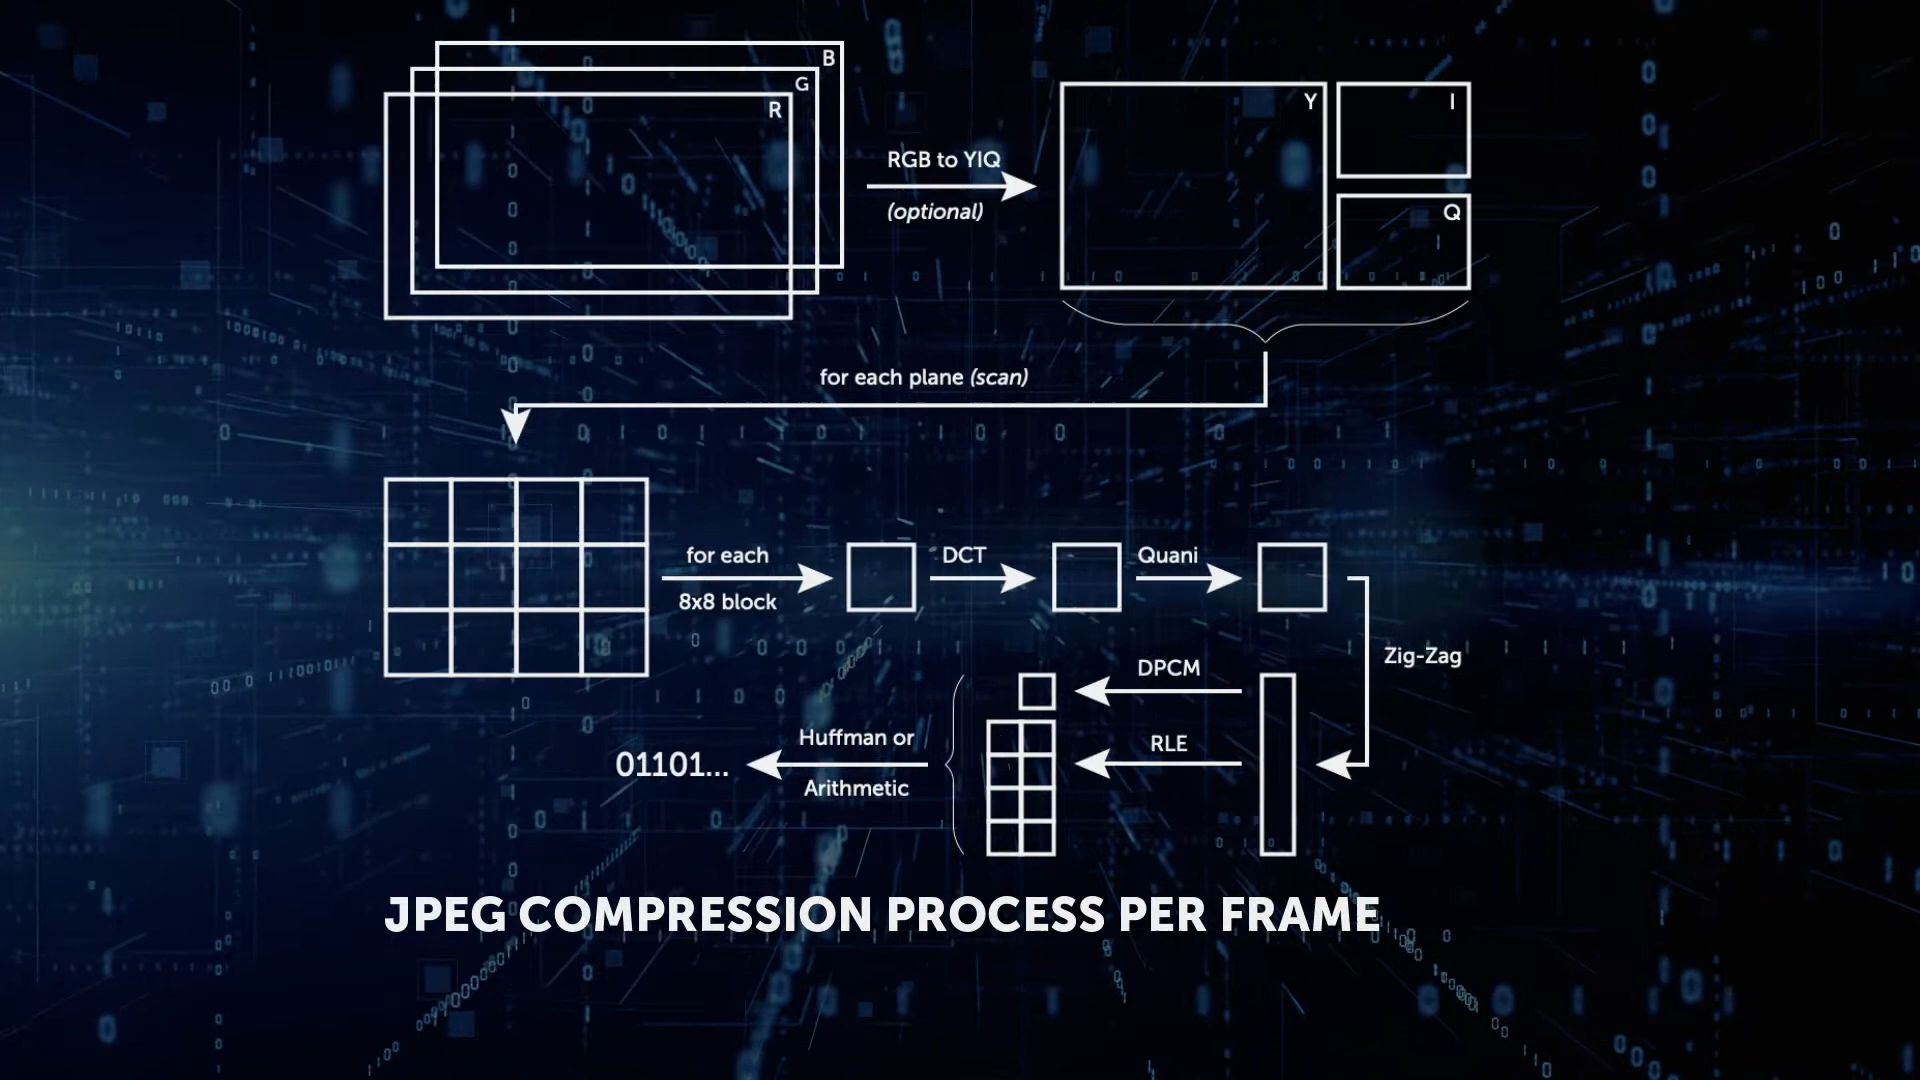 B
G
R
RGB to YIQ
(optional)
Y
I
Q
for each plane (scan)
for each
8x8 block
DCT
Quani
Zig-Zag
DPCM
RLE
Huffman or
Arithmetic
01101...
JPEG COMPRESSION PROCESS PER FRAME